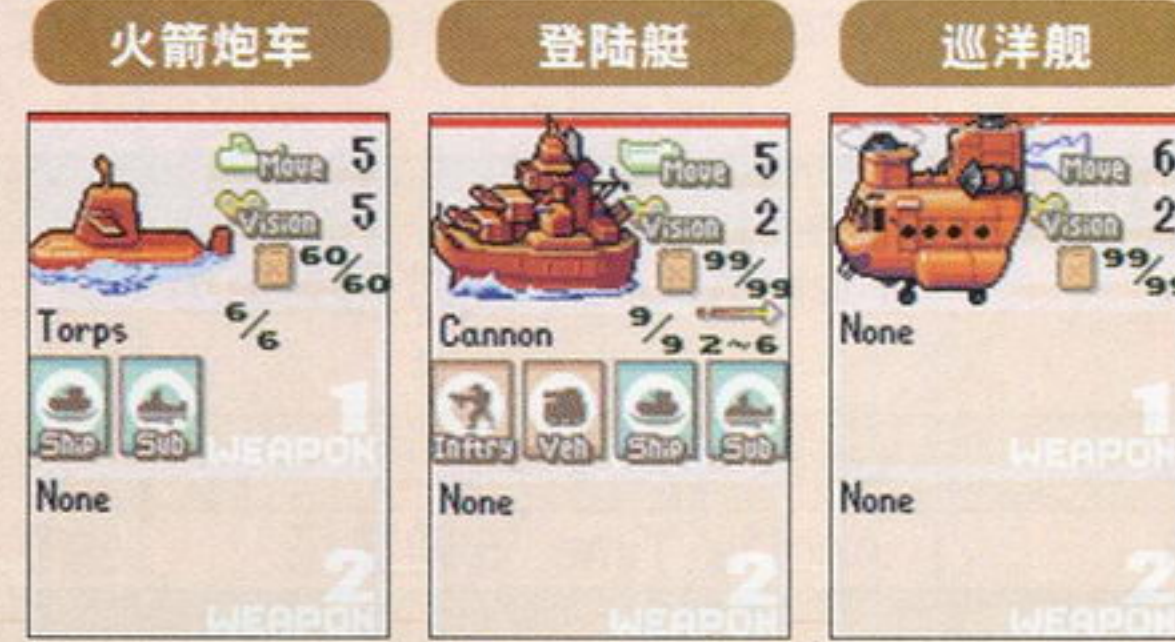 火箭炮车
Move 5
Vision 5
60/60
Torps 6/6
Ship Sub
1
WEAPON
None
2
WEAPON
登陆艇
Move 5
Vision 2
99/99
Cannon 9/9 2~6
Inftry Veh Ship Sub
None
2
WEAPON
巡洋舰
Move 6
Vision 2
99/99
None
1
WEAPON
None
2
WEAPON